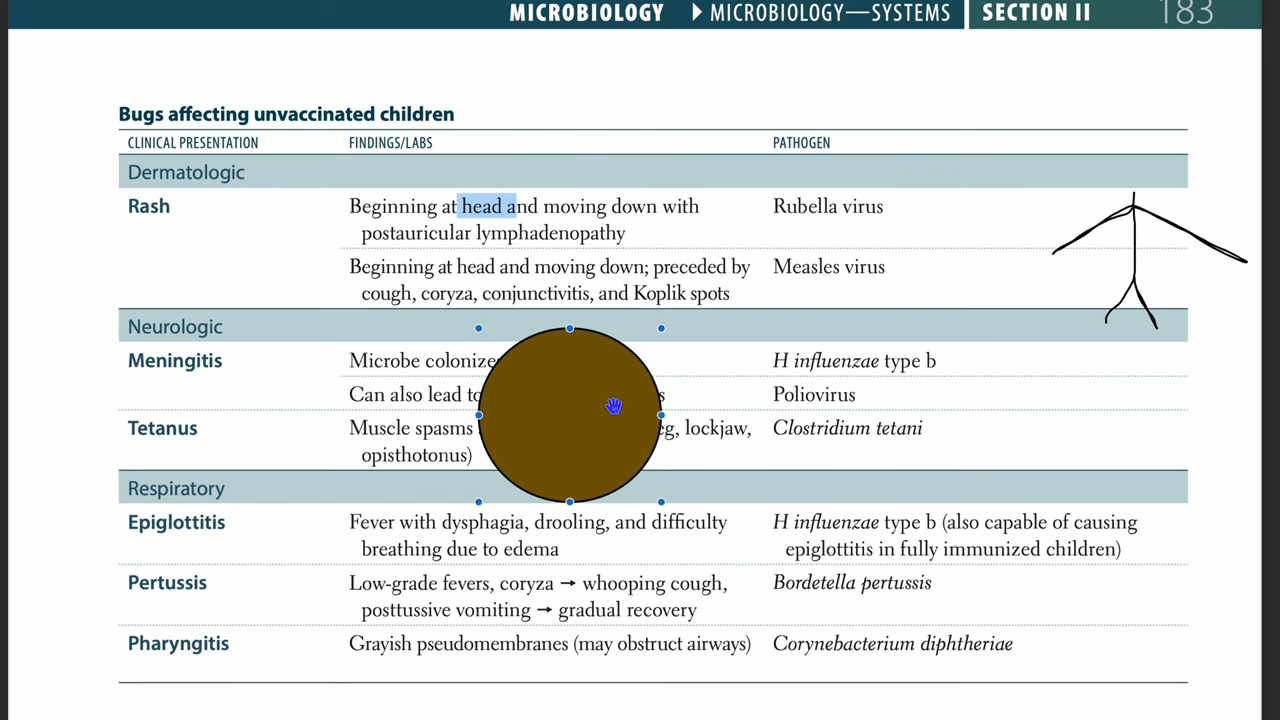 MICROBIOLOGY ▶ MICROBIOLOGY—SYSTEMS SECTION II 183
Bugs affecting unvaccinated children
CLINICAL PRESENTATION FINDINGS/LABS PATHOGEN
Dermatologic
Rash Beginning at head and moving down with Rubella virus
postauricular lymphadenopathy
Beginning at head and moving down; preceded by Measles virus
cough, coryza, conjunctivitis, and Koplik spots
Neurologic
Meningitis Microbe H influenzae type b
Can also lead to Poliovirus
Tetanus Muscle spasms eg, lockjaw, Clostridium tetani
opisthotonus)
Respiratory
Epiglottitis Fever with dysphagia, drooling, and difficulty H influenzae type b (also capable of causing
breathing due to edema epiglottitis in fully immunized children)
Pertussis Low-grade fevers, coryza → whooping cough, Bordetella pertussis
posttussive vomiting → gradual recovery
Pharyngitis Grayish pseudomembranes (may obstruct airways) Corynebacterium diphtheriae